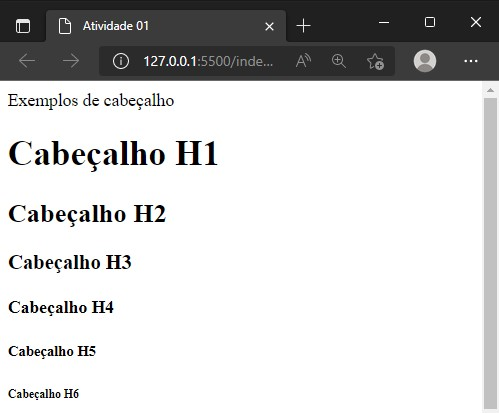 Atividade 01
127.0.0.1:5500/inde...
Exemplos de cabeçalho
Cabeçalho H1
Cabeçalho H2
Cabeçalho H3
Cabeçalho H4
Cabeçalho H5
Cabeçalho H6